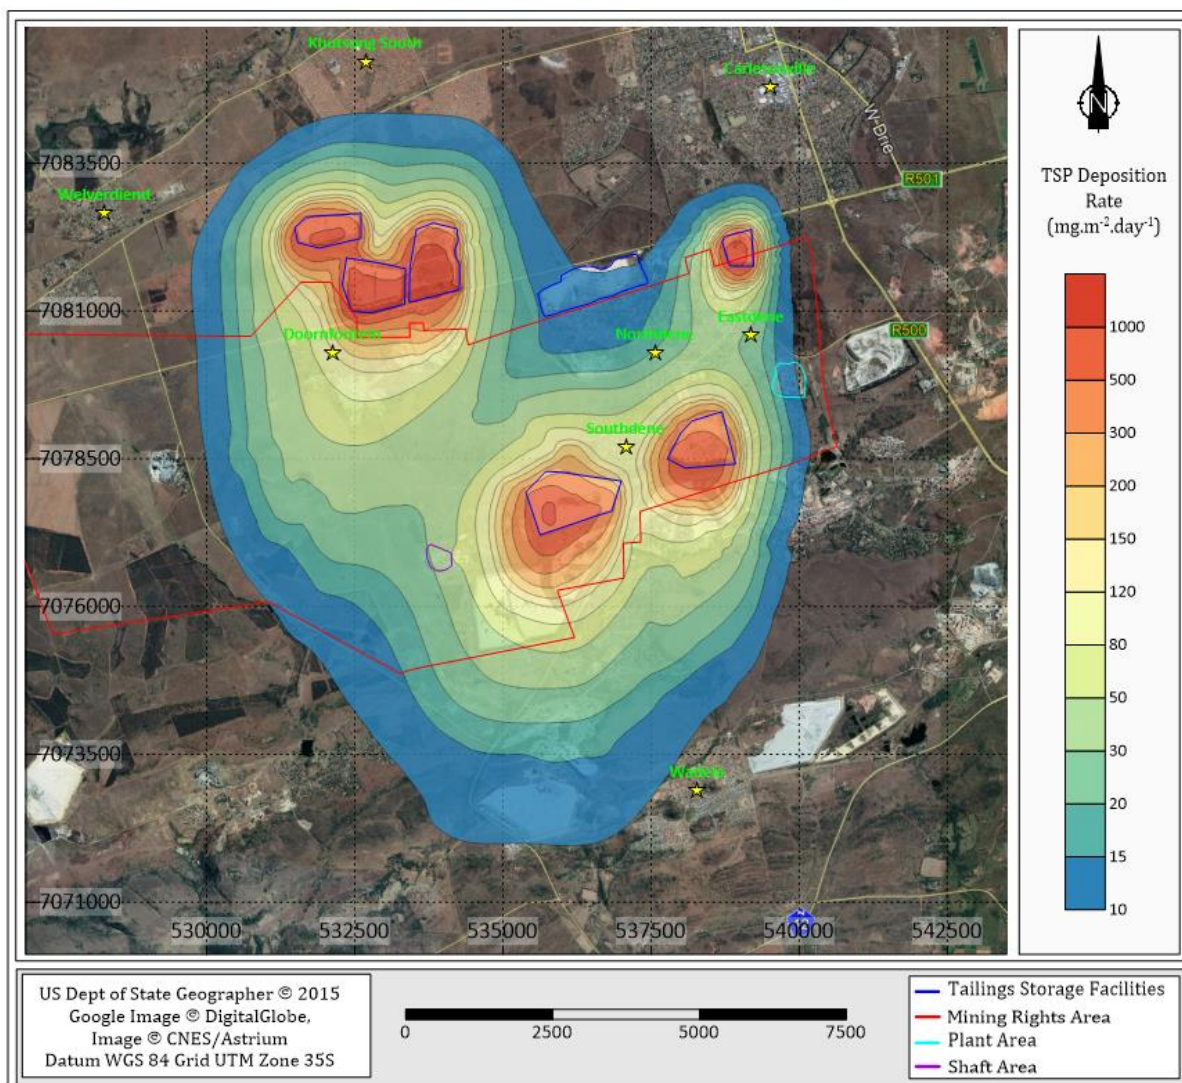 Khutsong South
Carletonville
W-Drie
7083500
R501
Welverdiend
7081000
Doornfontein
Northdene
Eastdene
R500
Southdene
7078500
7076000
7073500
Wadela
7071000
530000
532500
535000
537500
540000
542500
N
TSP Deposition
Rate
(mg.m⁻².day⁻¹)
1000
500
300
200
150
120
80
50
30
20
15
10
US Dept of State Geographer © 2015
Google Image © DigitalGlobe,
Image © CNES/Astrium
Datum WGS 84 Grid UTM Zone 35S
0
2500
5000
7500
Tailings Storage Facilities
Mining Rights Area
Plant Area
Shaft Area